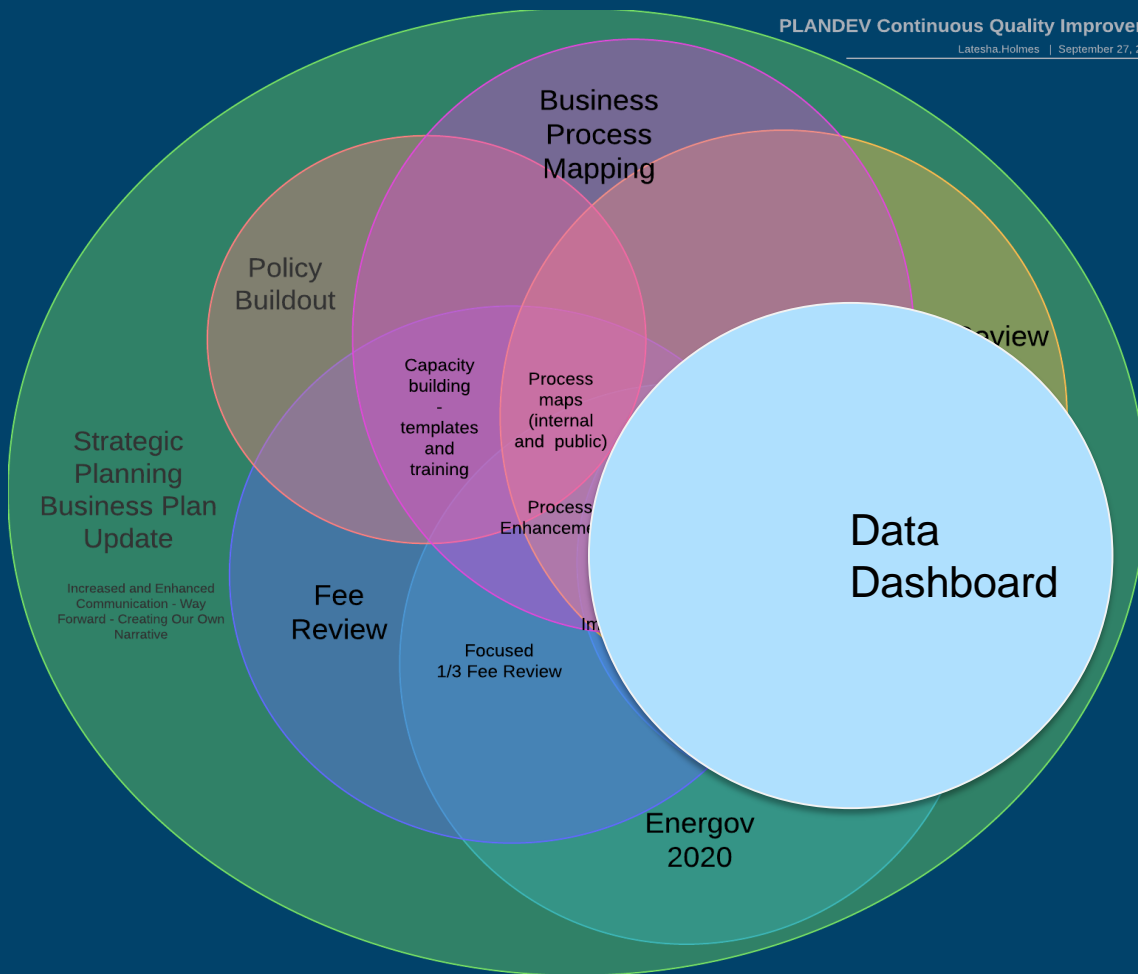 PLANDEV Continuous Quality
Latesha.Holmes | September 27,
Business
Process
Mapping
Policy
Buildout
Capacity
building
-
templates
and
training
Process
maps
(internal
and public)
Strategic
Planning
Business Plan
Update
Increased and Enhanced
Communication - Way
Forward - Creating Our Own
Narrative
Process
Data
Dashboard
Fee
Review
Focused
1/3 Fee Review
Energov
2020